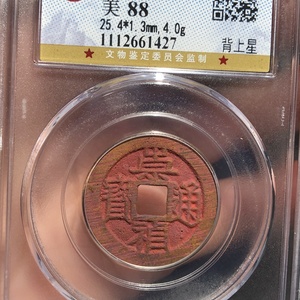 美 88
25.4*1.3mm, 4.0g
1112661427
背上星
★ 文物鉴定委员会监制 ★
崇禎通寶